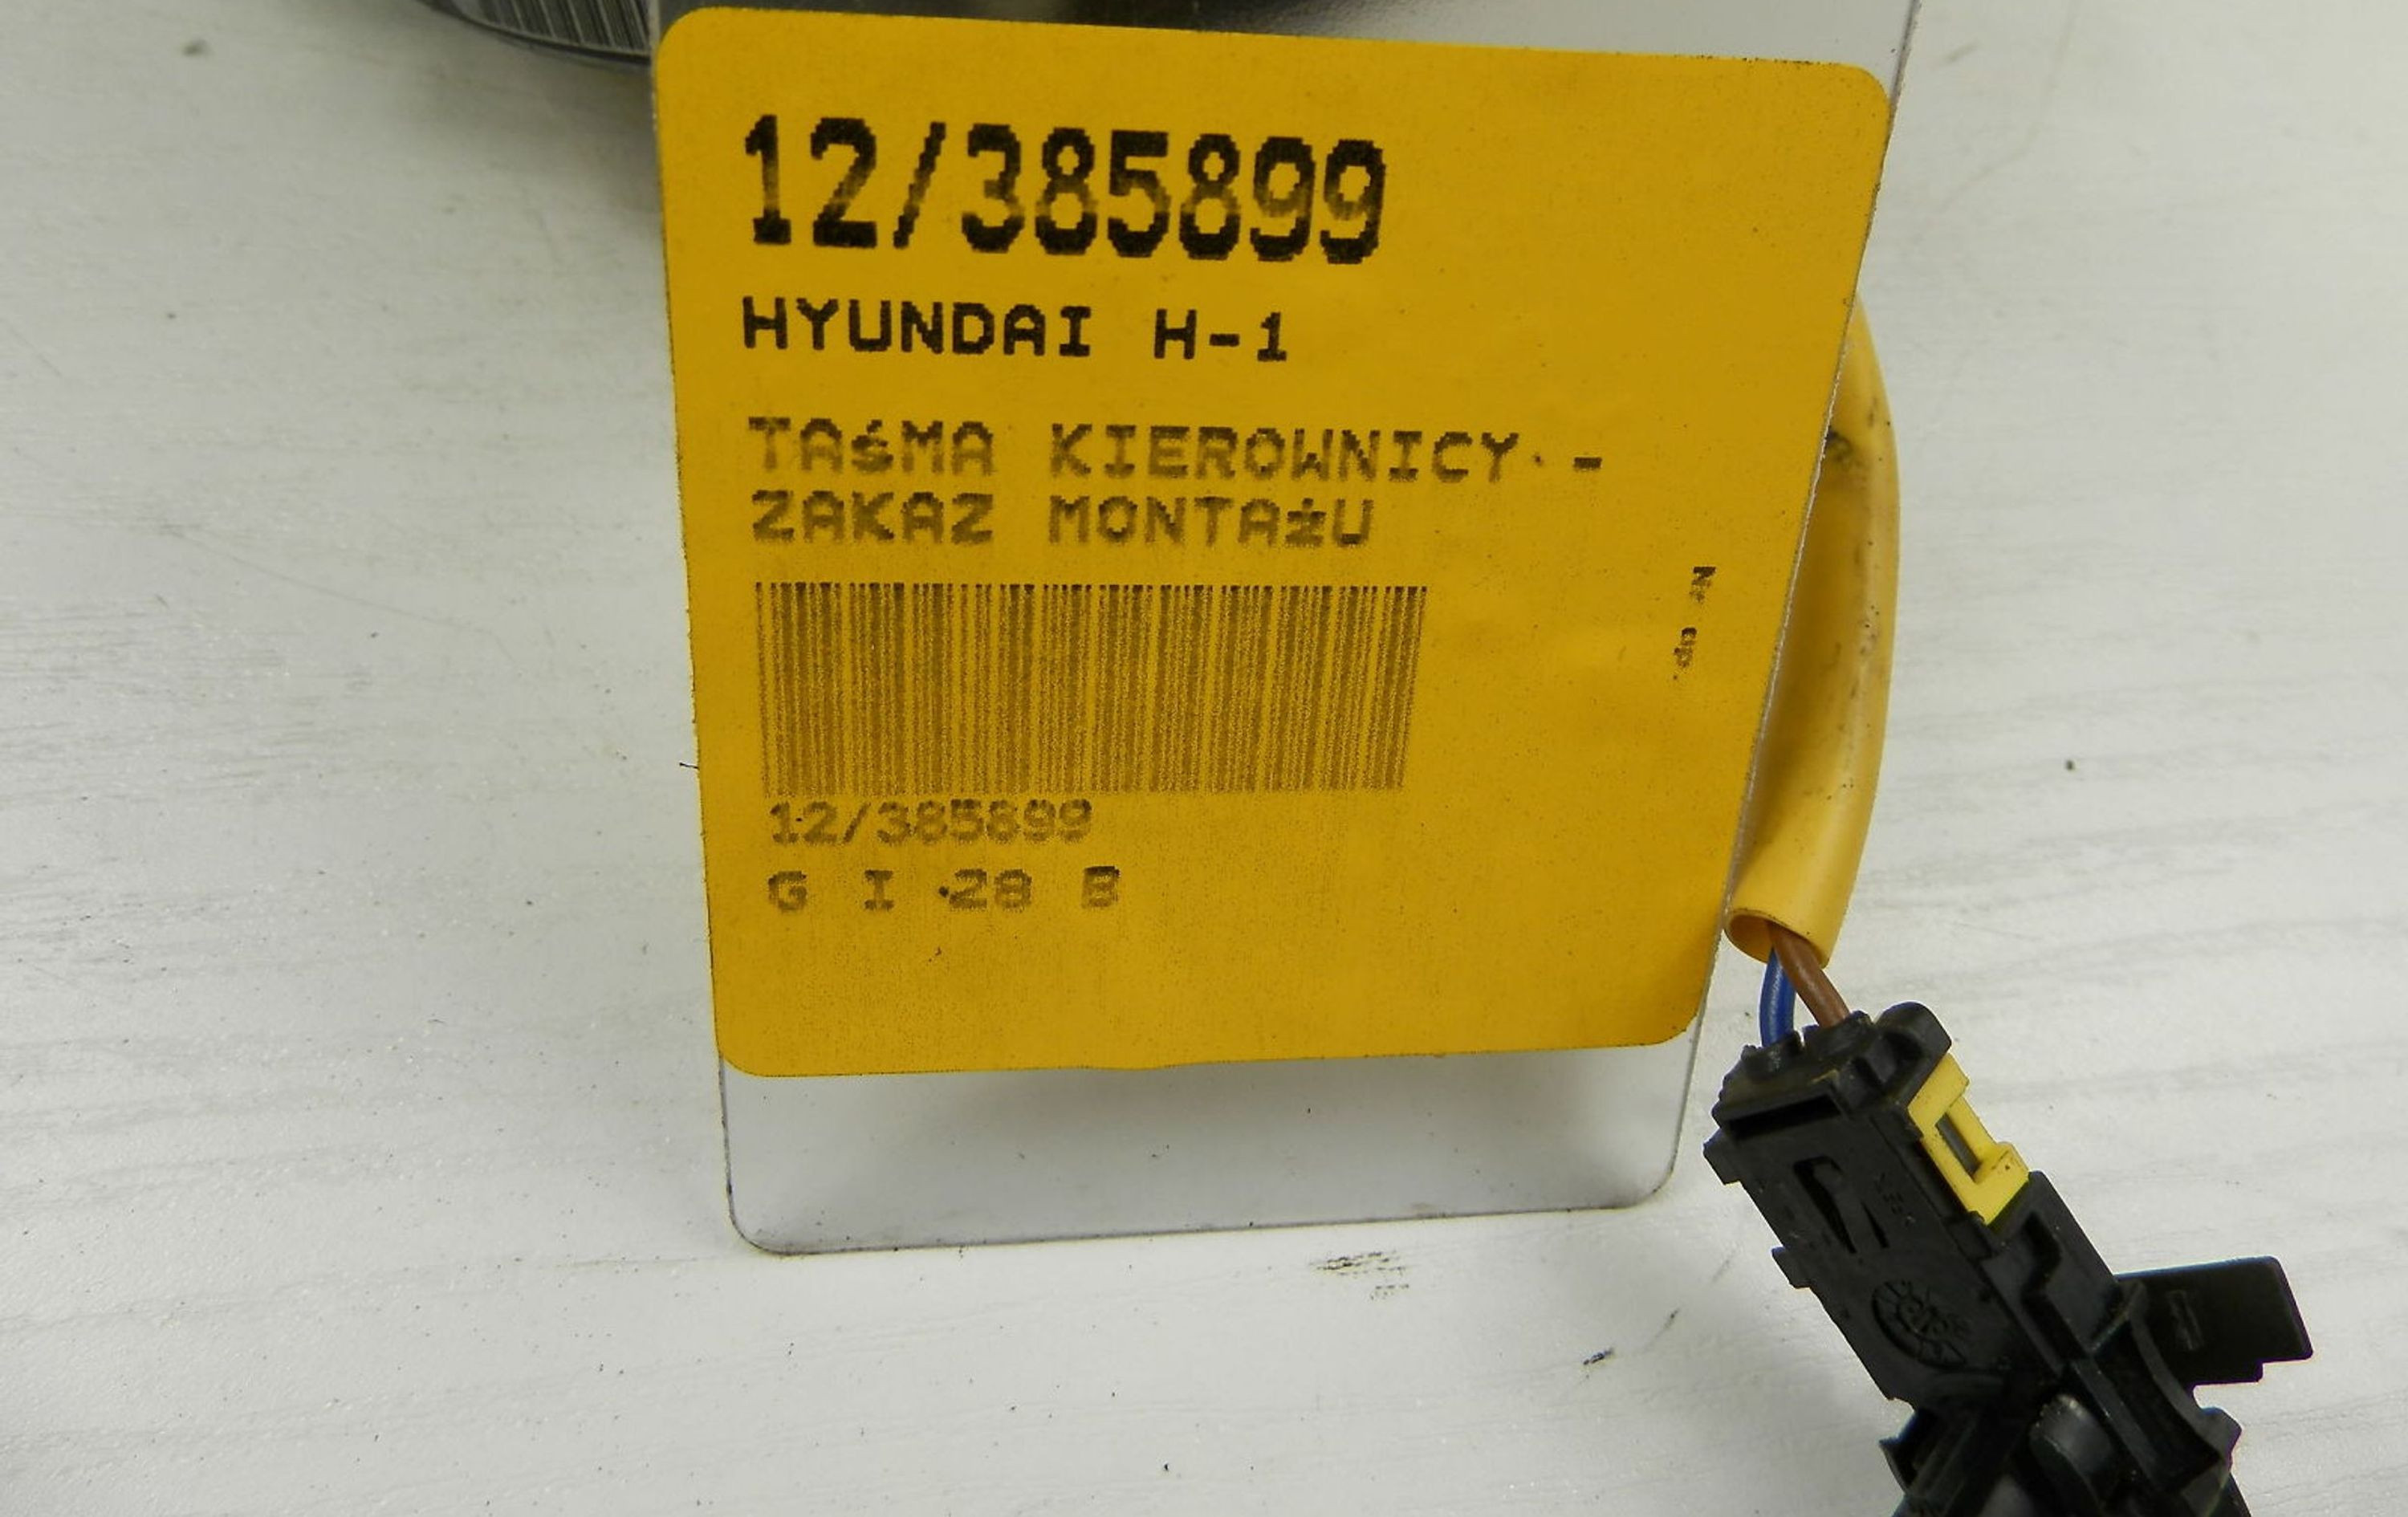 12/385899
HYUNDAI H-1
TAśMA KIEROWNICY -
ZAKAZ MONTAżU
12/385899
G I 28 B